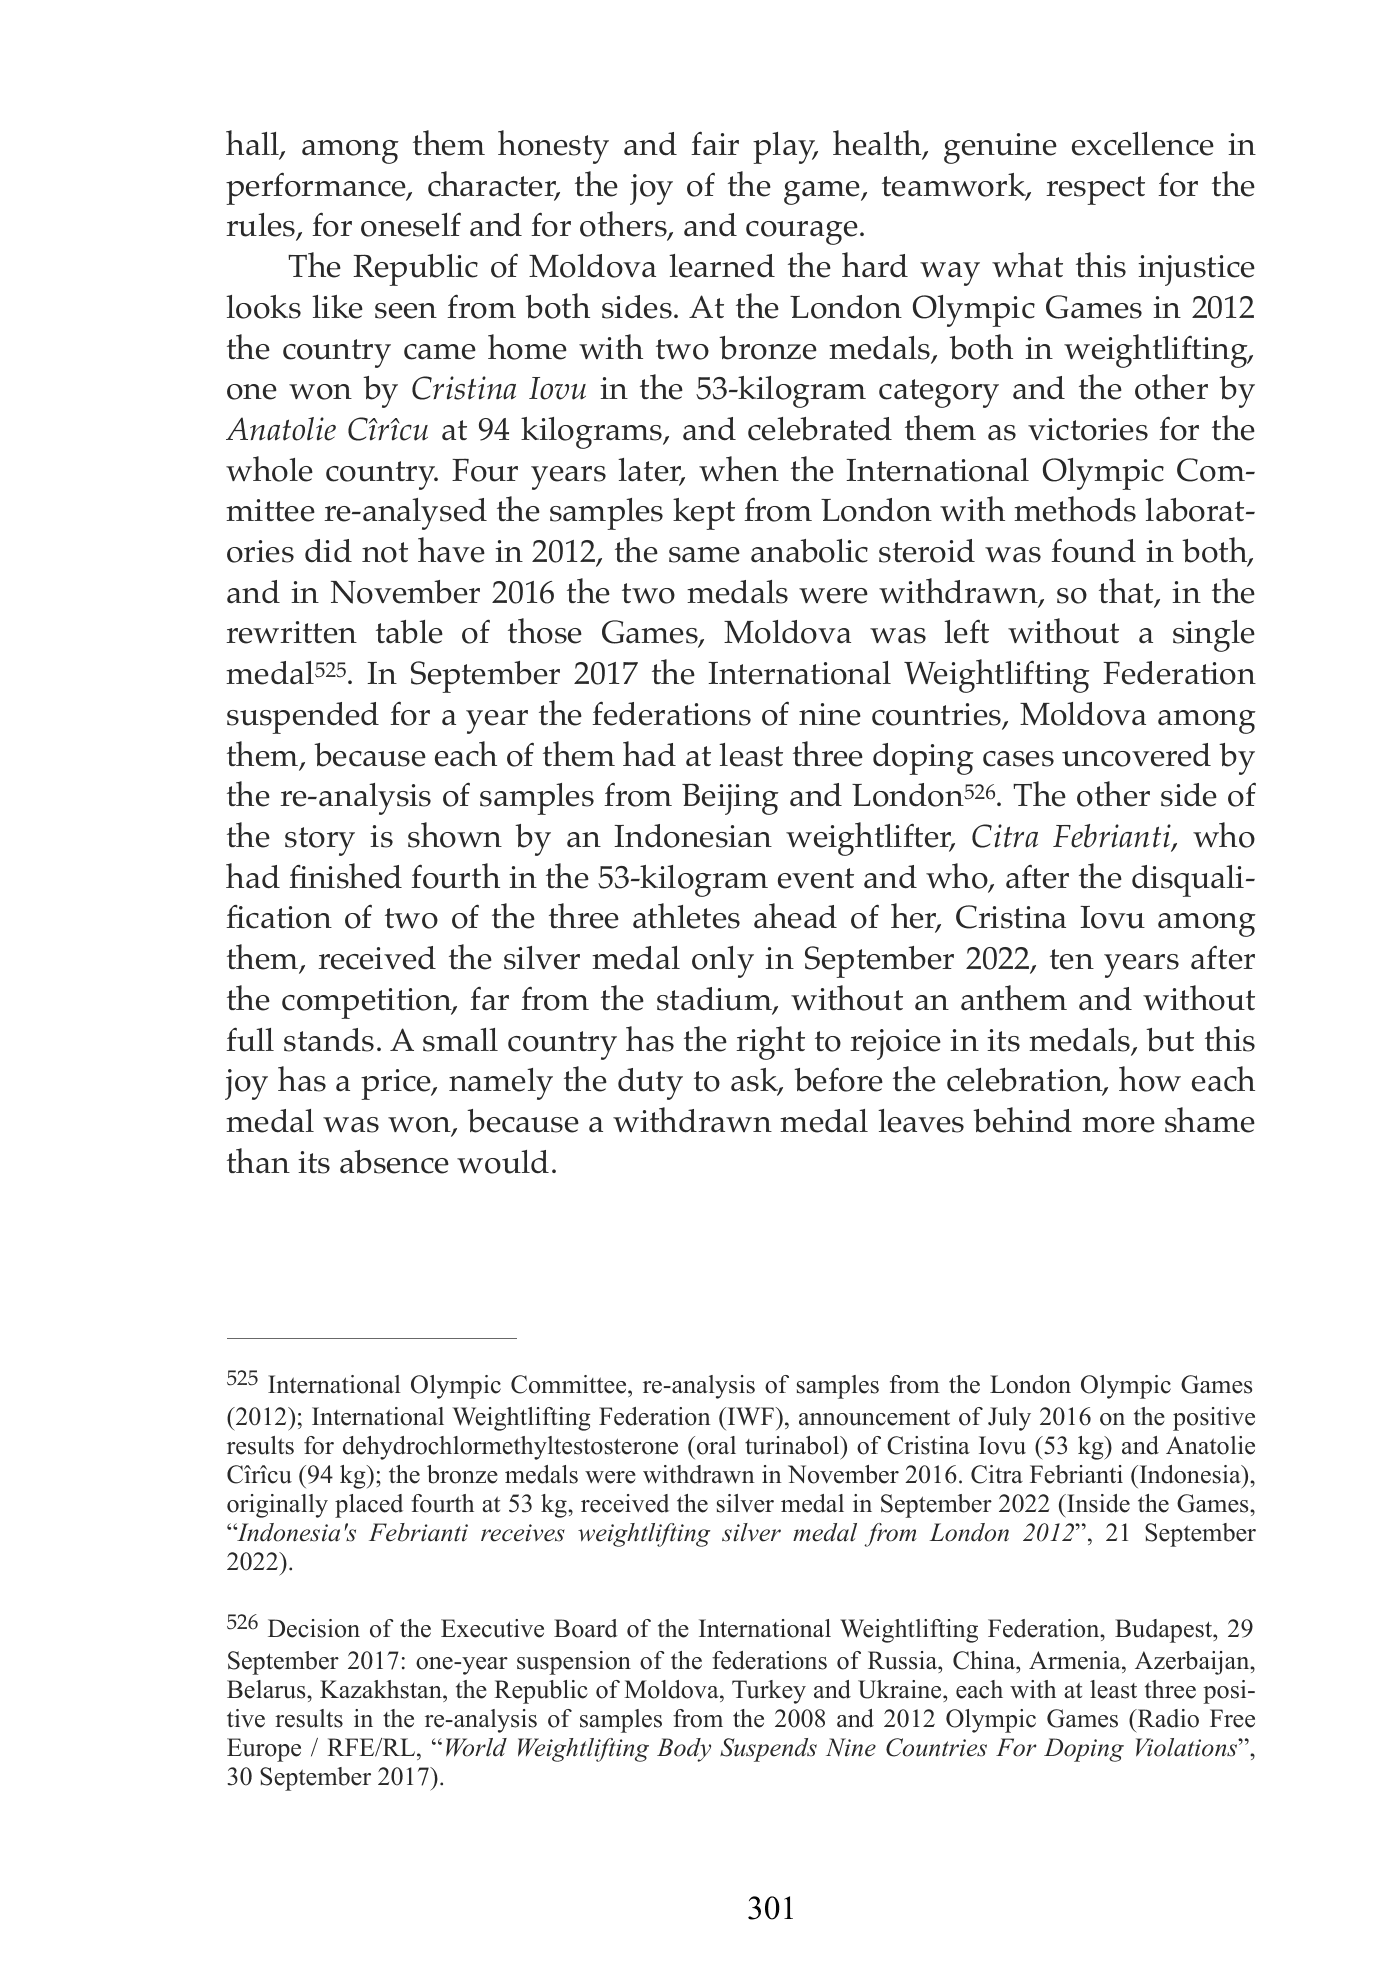 hall, among them honesty and fair play, health, genuine excellence in
performance, character, the joy of the game, teamwork, respect for the
rules, for oneself and for others, and courage.
The Republic of Moldova learned the hard way what this injustice
looks like seen from both sides. At the London Olympic Games in 2012
the country came home with two bronze medals, both in weightlifting,
one won by Cristina Iovu in the 53-kilogram category and the other by
Anatolie Cîrîcu at 94 kilograms, and celebrated them as victories for the
whole country. Four years later, when the International Olympic Com-
mittee re-analysed the samples kept from London with methods laborat-
ories did not have in 2012, the same anabolic steroid was found in both,
and in November 2016 the two medals were withdrawn, so that, in the
rewritten table of those Games, Moldova was left without a single
medal525. In September 2017 the International Weightlifting Federation
suspended for a year the federations of nine countries, Moldova among
them, because each of them had at least three doping cases uncovered by
the re-analysis of samples from Beijing and London526. The other side of
the story is shown by an Indonesian weightlifter, Citra Febrianti, who
had finished fourth in the 53-kilogram event and who, after the disquali-
fication of two of the three athletes ahead of her, Cristina Iovu among
them, received the silver medal only in September 2022, ten years after
the competition, far from the stadium, without an anthem and without
full stands. A small country has the right to rejoice in its medals, but this
joy has a price, namely the duty to ask, before the celebration, how each
medal was won, because a withdrawn medal leaves behind more shame
than its absence would.
525 International Olympic Committee, re-analysis of samples from the London Olympic Games
(2012); International Weightlifting Federation (IWF), announcement of July 2016 on the positive
results for dehydrochlormethyltestosterone (oral turinabol) of Cristina Iovu (53 kg) and Anatolie
Cîrîcu (94 kg); the bronze medals were withdrawn in November 2016. Citra Febrianti (Indonesia),
originally placed fourth at 53 kg, received the silver medal in September 2022 (Inside the Games,
“Indonesia's Febrianti receives weightlifting silver medal from London 2012”, 21 September
2022).
526 Decision of the Executive Board of the International Weightlifting Federation, Budapest, 29
September 2017: one-year suspension of the federations of Russia, China, Armenia, Azerbaijan,
Belarus, Kazakhstan, the Republic of Moldova, Turkey and Ukraine, each with at least three posi-
tive results in the re-analysis of samples from the 2008 and 2012 Olympic Games (Radio Free
Europe / RFE/RL, “World Weightlifting Body Suspends Nine Countries For Doping Violations”,
30 September 2017).
301